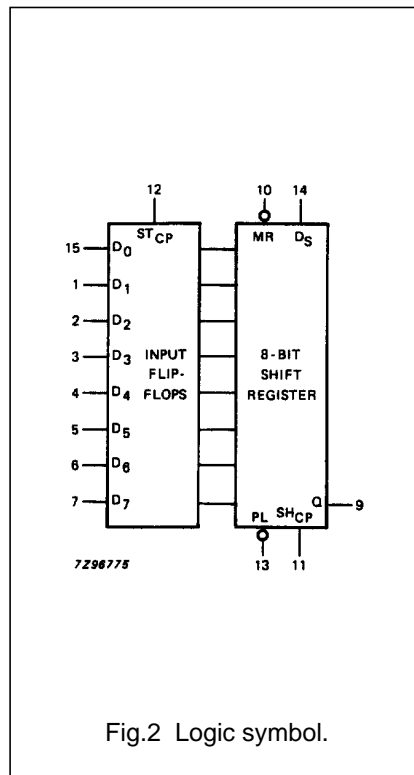 12
10 14
ST CP
MR D S
15 D 0
1 D 1
2 D 2
3 D 3 INPUT 8-BIT
FLIP- SHIFT
4 D 4 FLOPS REGISTER
5 D 5
6 D 6
7 D 7
Q 9
PL SH CP
13 11
7Z96775
Fig.2 Logic symbol.